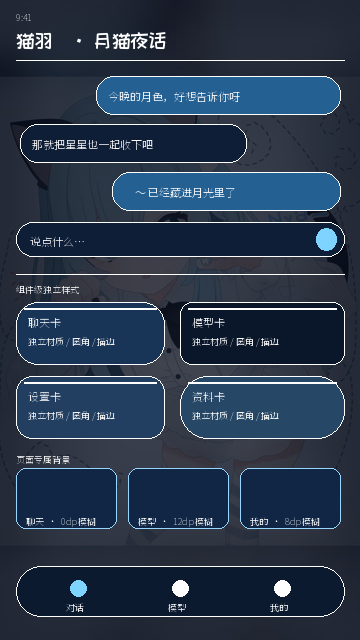 9:41
猫羽 · 月猫夜话
今晚的月色，好想告诉你呀
那就把星星也一起收下吧
～已经藏进月光里了
说点什么…
组件级独立样式
聊天卡
独立材质 / 圆角 / 描边
模型卡
独立材质 / 圆角 / 描边
设置卡
独立材质 / 圆角 / 描边
资料卡
独立材质 / 圆角 / 描边
页面专属背景
聊天 · 0dp模糊
模型 · 12dp模糊
我的 · 8dp模糊
对话
模型
我的